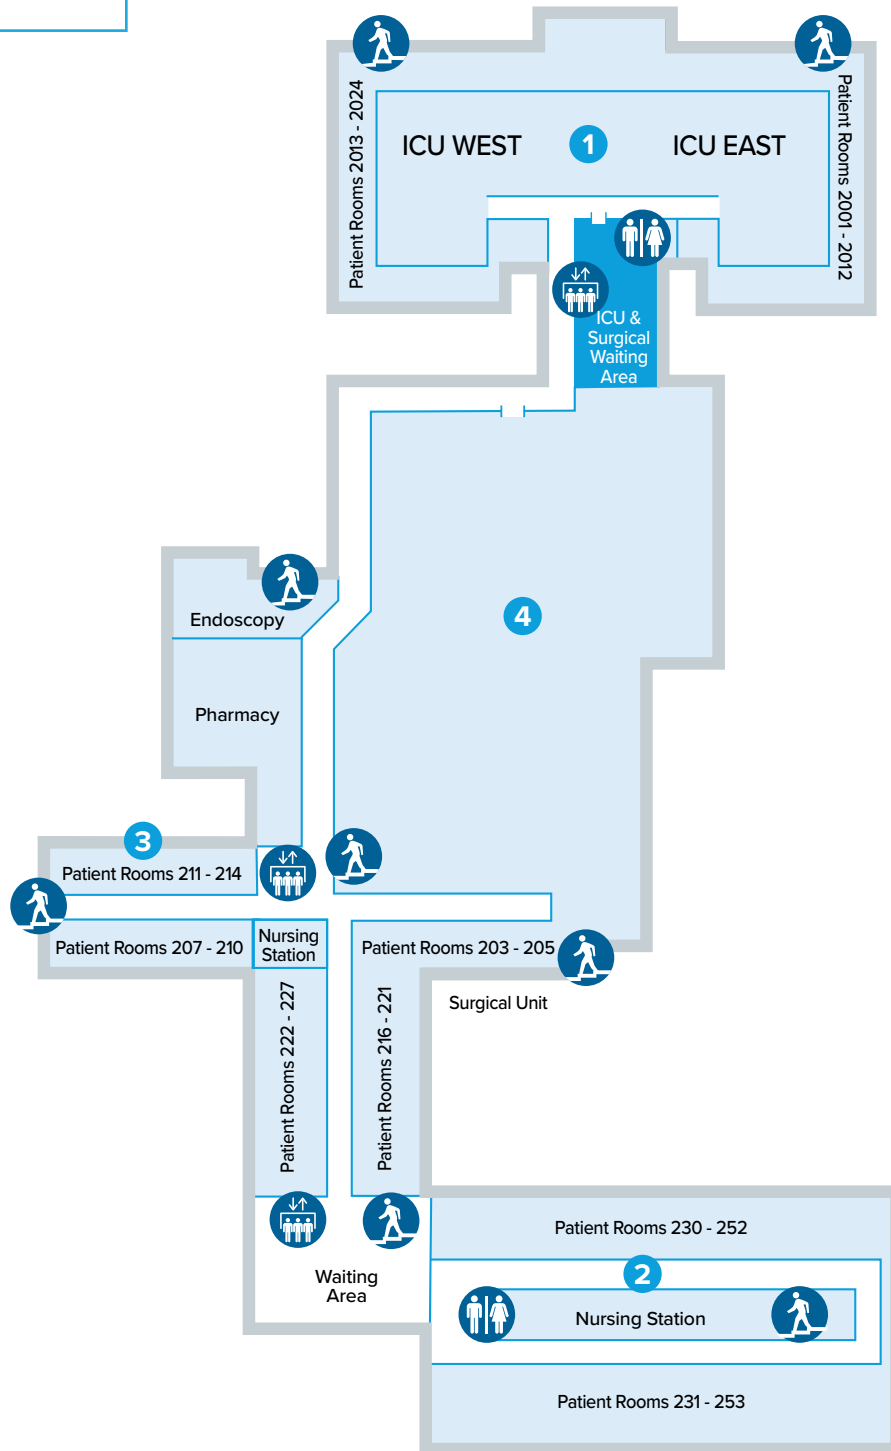 Patient Rooms 2013 - 2024
ICU WEST
1
ICU EAST
Patient Rooms 2001 - 2012
ICU &
Surgical
Waiting
Area
4
Endoscopy
Pharmacy
3
Patient Rooms 211 - 214
Patient Rooms 207 - 210
Nursing
Station
Patient Rooms 203 - 205
Surgical Unit
Patient Rooms 222 - 227
Patient Rooms 216 - 221
Waiting
Area
Patient Rooms 230 - 252
2
Nursing Station
Patient Rooms 231 - 253